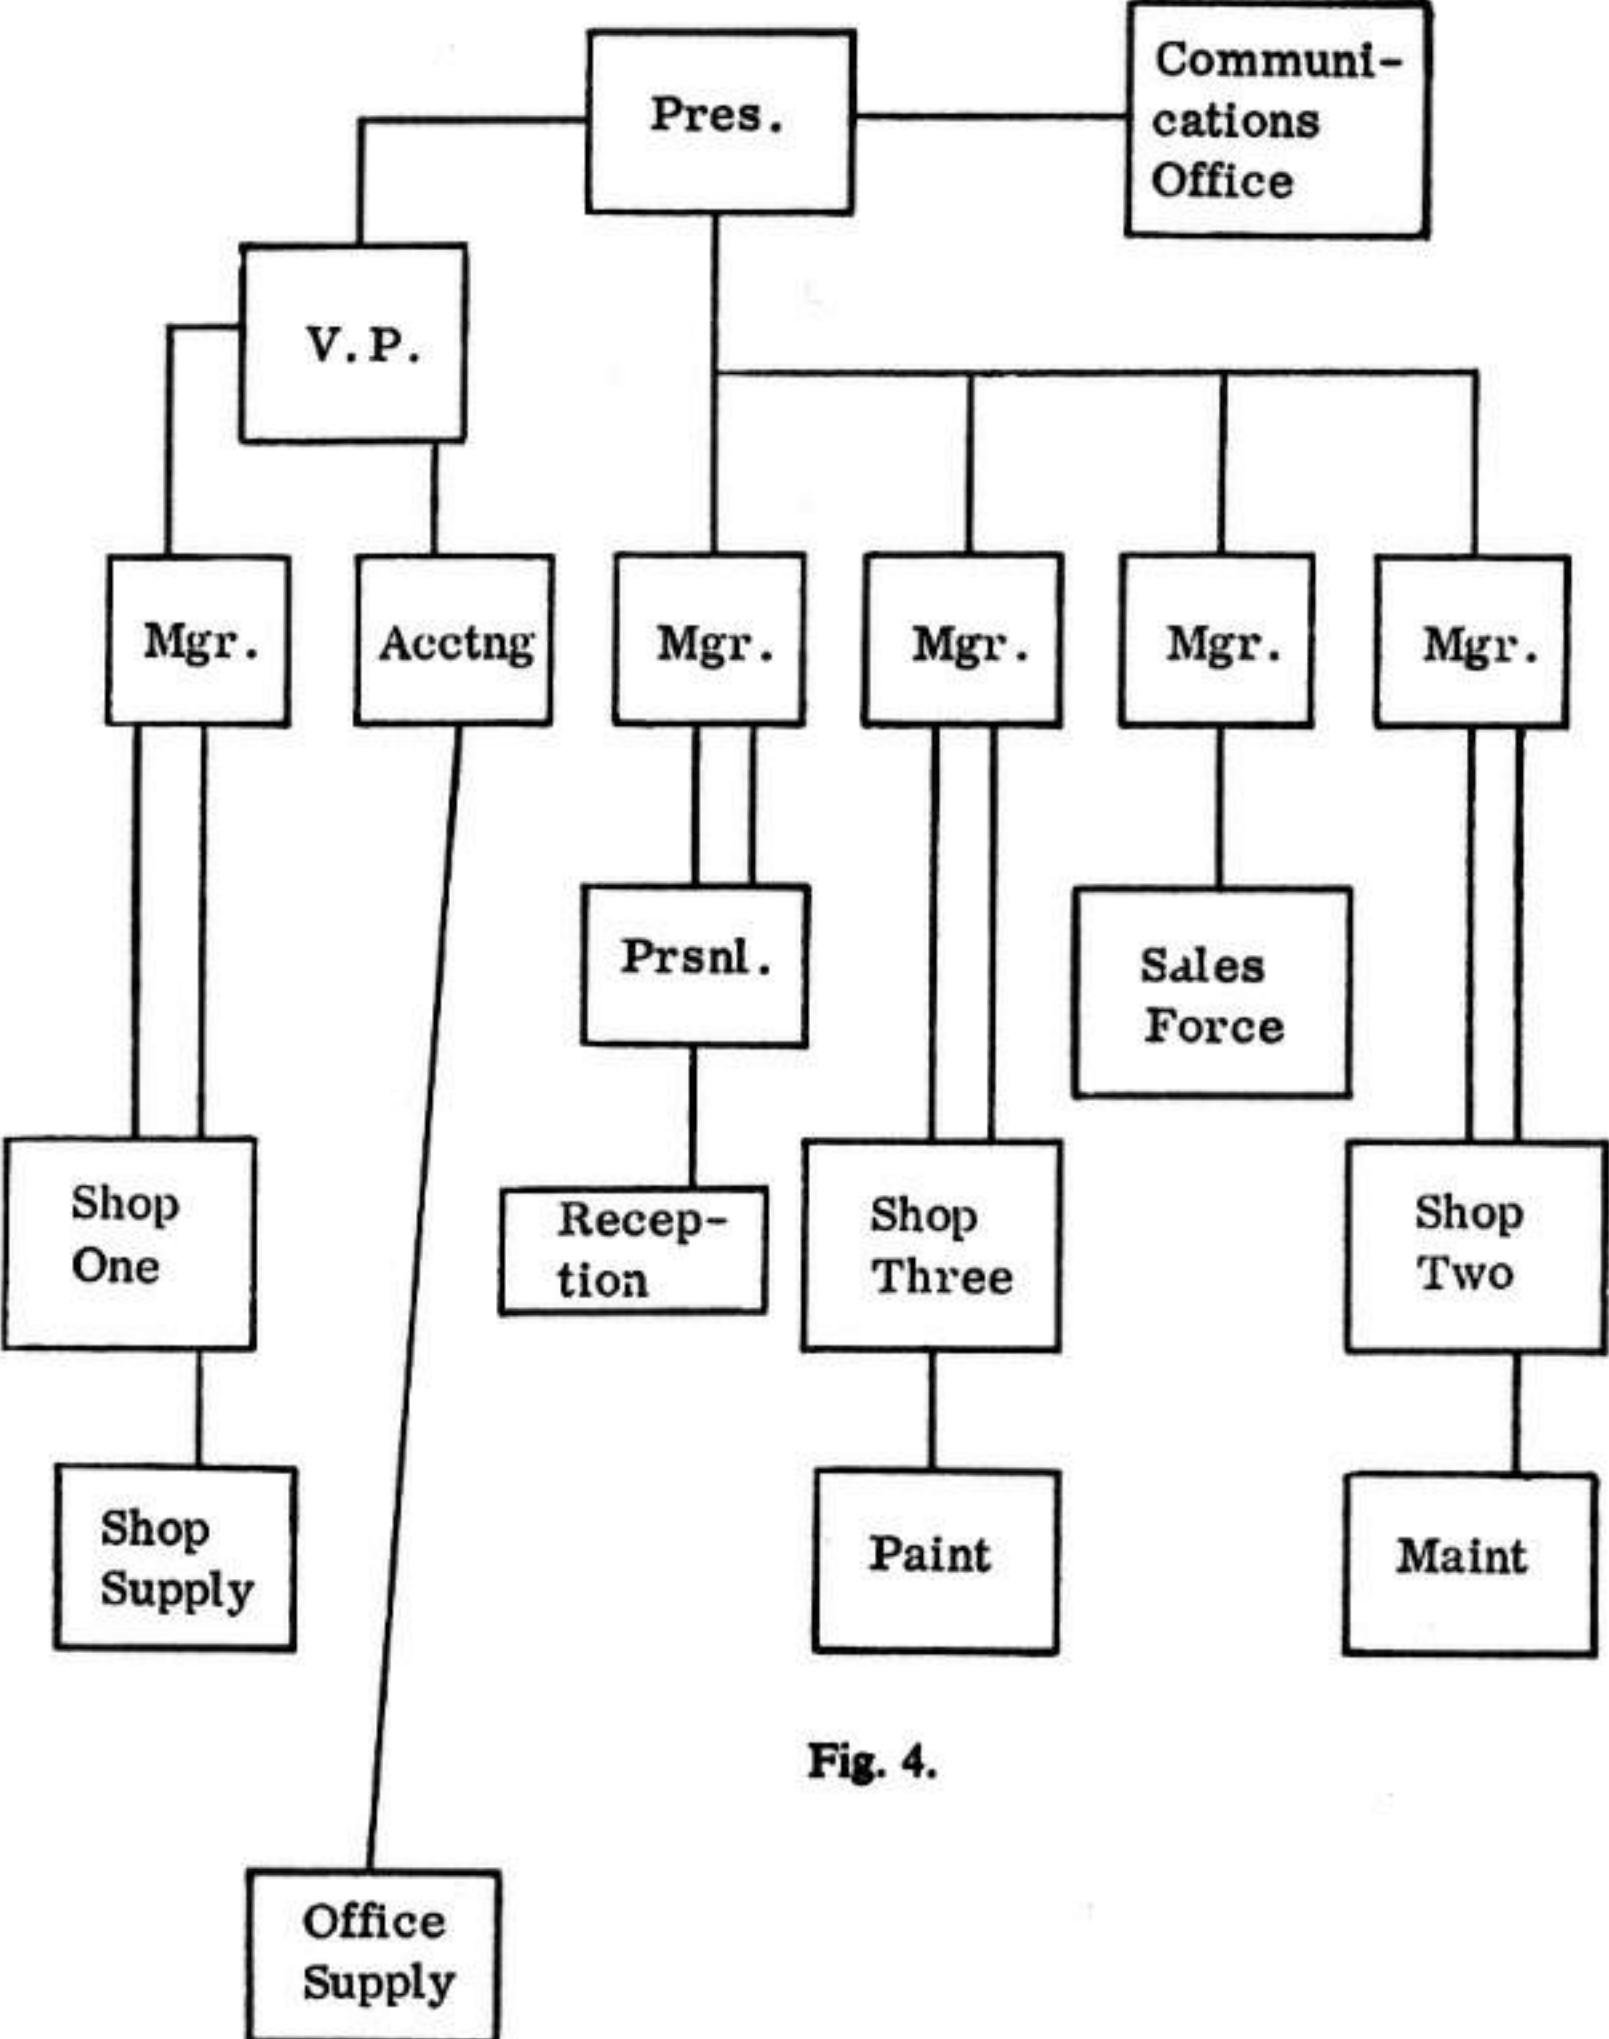 Pres.
Communi-
cations
Office
V.P.
Mgr.
Acctng
Mgr.
Mgr.
Mgr.
Mgr.
Prsnl.
Sales
Force
Shop
One
Recep-
tion
Shop
Three
Shop
Two
Shop
Supply
Paint
Maint
Fig. 4.
Office
Supply